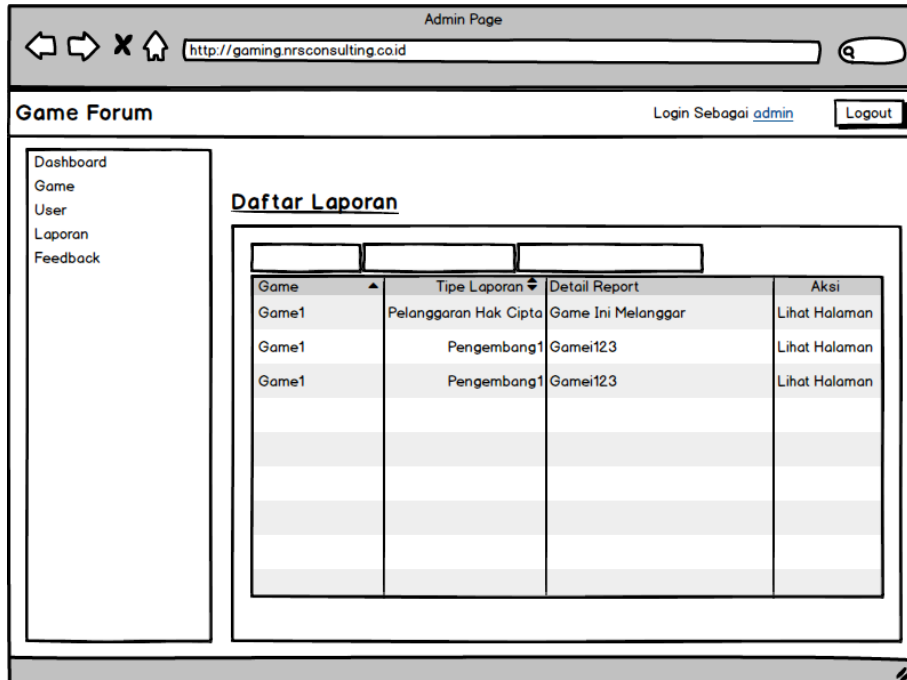 Admin Page
http://gaming.nrsconsulting.co.id
Game Forum Login Sebagai admin Logout
Dashboard
Game
User
Laporan
Feedback
Daftar Laporan
Game Tipe Laporan Detail Report Aksi
Game1 Pelanggaran Hak Cipta Game Ini Melanggar Lihat Halaman
Game1 Pengembang1 Gamei123 Lihat Halaman
Game1 Pengembang1 Gamei123 Lihat Halaman